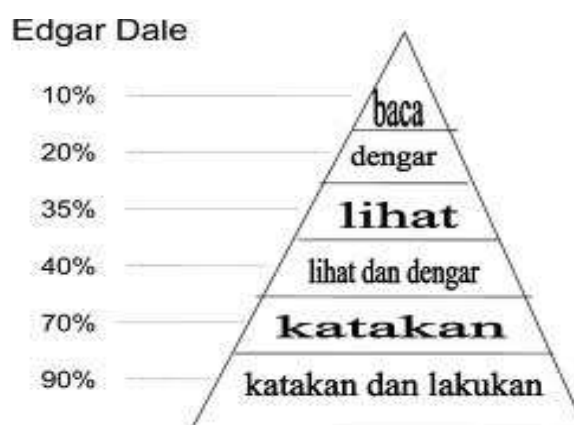 Edgar Dale
10% baca
20% dengar
35% lihat
40% lihat dan dengar
70% katakan
90% katakan dan lakukan